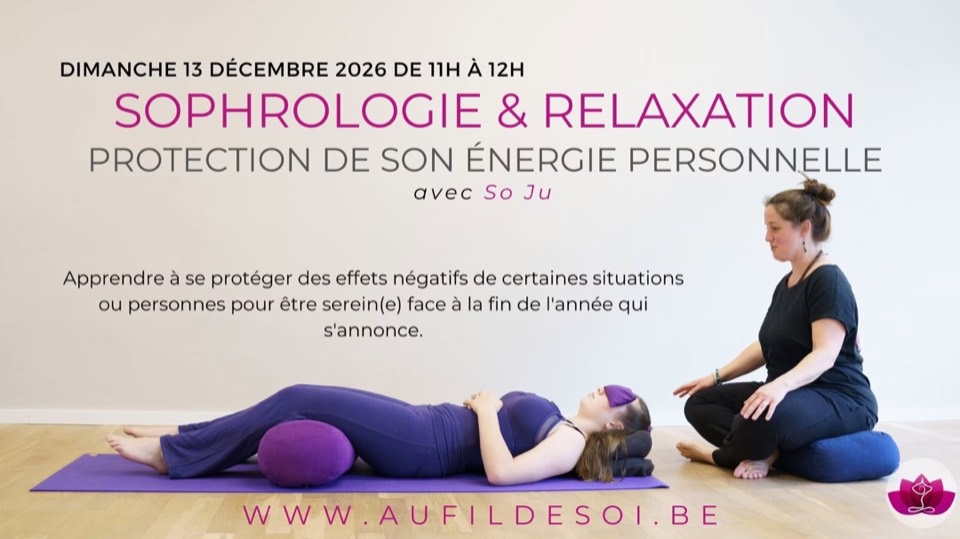 DIMANCHE 13 DÉCEMBRE 2026 DE 11H À 12H
SOPHROLOGIE & RELAXATION
PROTECTION DE SON ÉNERGIE PERSONNELLE
avec So Ju
Apprendre à se protéger des effets négatifs de certaines situations
ou personnes pour être serein(e) face à la fin de l'année qui
s'annonce.
WWW.AUFILDESOI.BE